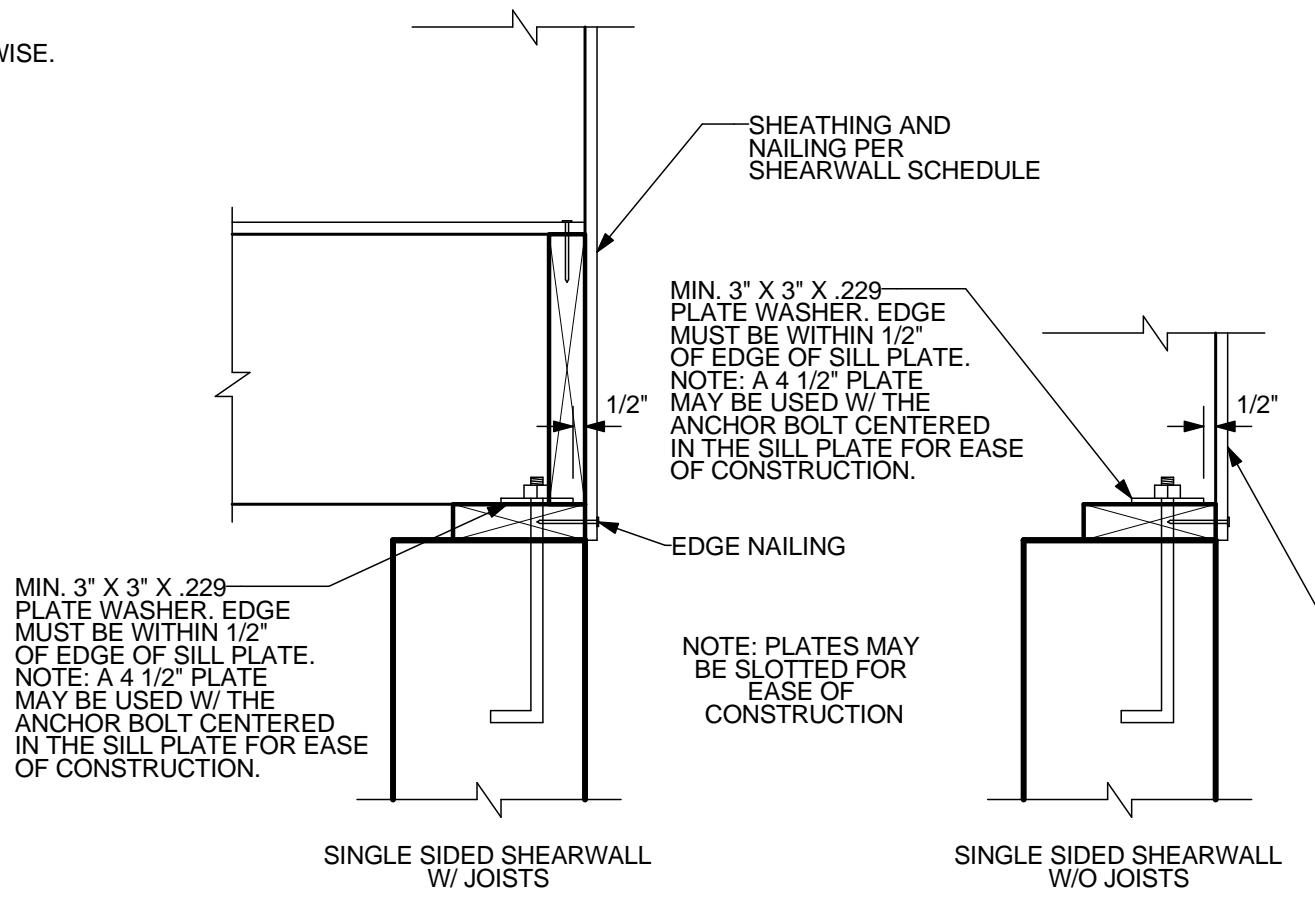 WISE.
SHEATHING AND
NAILING PER
SHEARWALL SCHEDULE
MIN. 3" X 3" X .229
PLATE WASHER. EDGE
MUST BE WITHIN 1/2"
OF EDGE OF SILL PLATE.
NOTE: A 4 1/2" PLATE
MAY BE USED W/ THE
ANCHOR BOLT CENTERED
IN THE SILL PLATE FOR EASE
OF CONSTRUCTION.
1/2"
1/2"
EDGE NAILING
MIN. 3" X 3" X .229
PLATE WASHER. EDGE
MUST BE WITHIN 1/2"
OF EDGE OF SILL PLATE.
NOTE: A 4 1/2" PLATE
MAY BE USED W/ THE
ANCHOR BOLT CENTERED
IN THE SILL PLATE FOR EASE
OF CONSTRUCTION.
NOTE: PLATES MAY
BE SLOTTED FOR
EASE OF
CONSTRUCTION
SINGLE SIDED SHEARWALL
W/ JOISTS
SINGLE SIDED SHEARWALL
W/O JOISTS